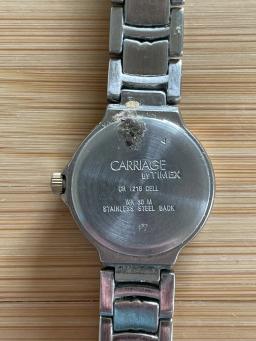 CARRIAGE
BY TIMEX
CR 1216 CELL
WR 30 M
STAINLESS STEEL BACK